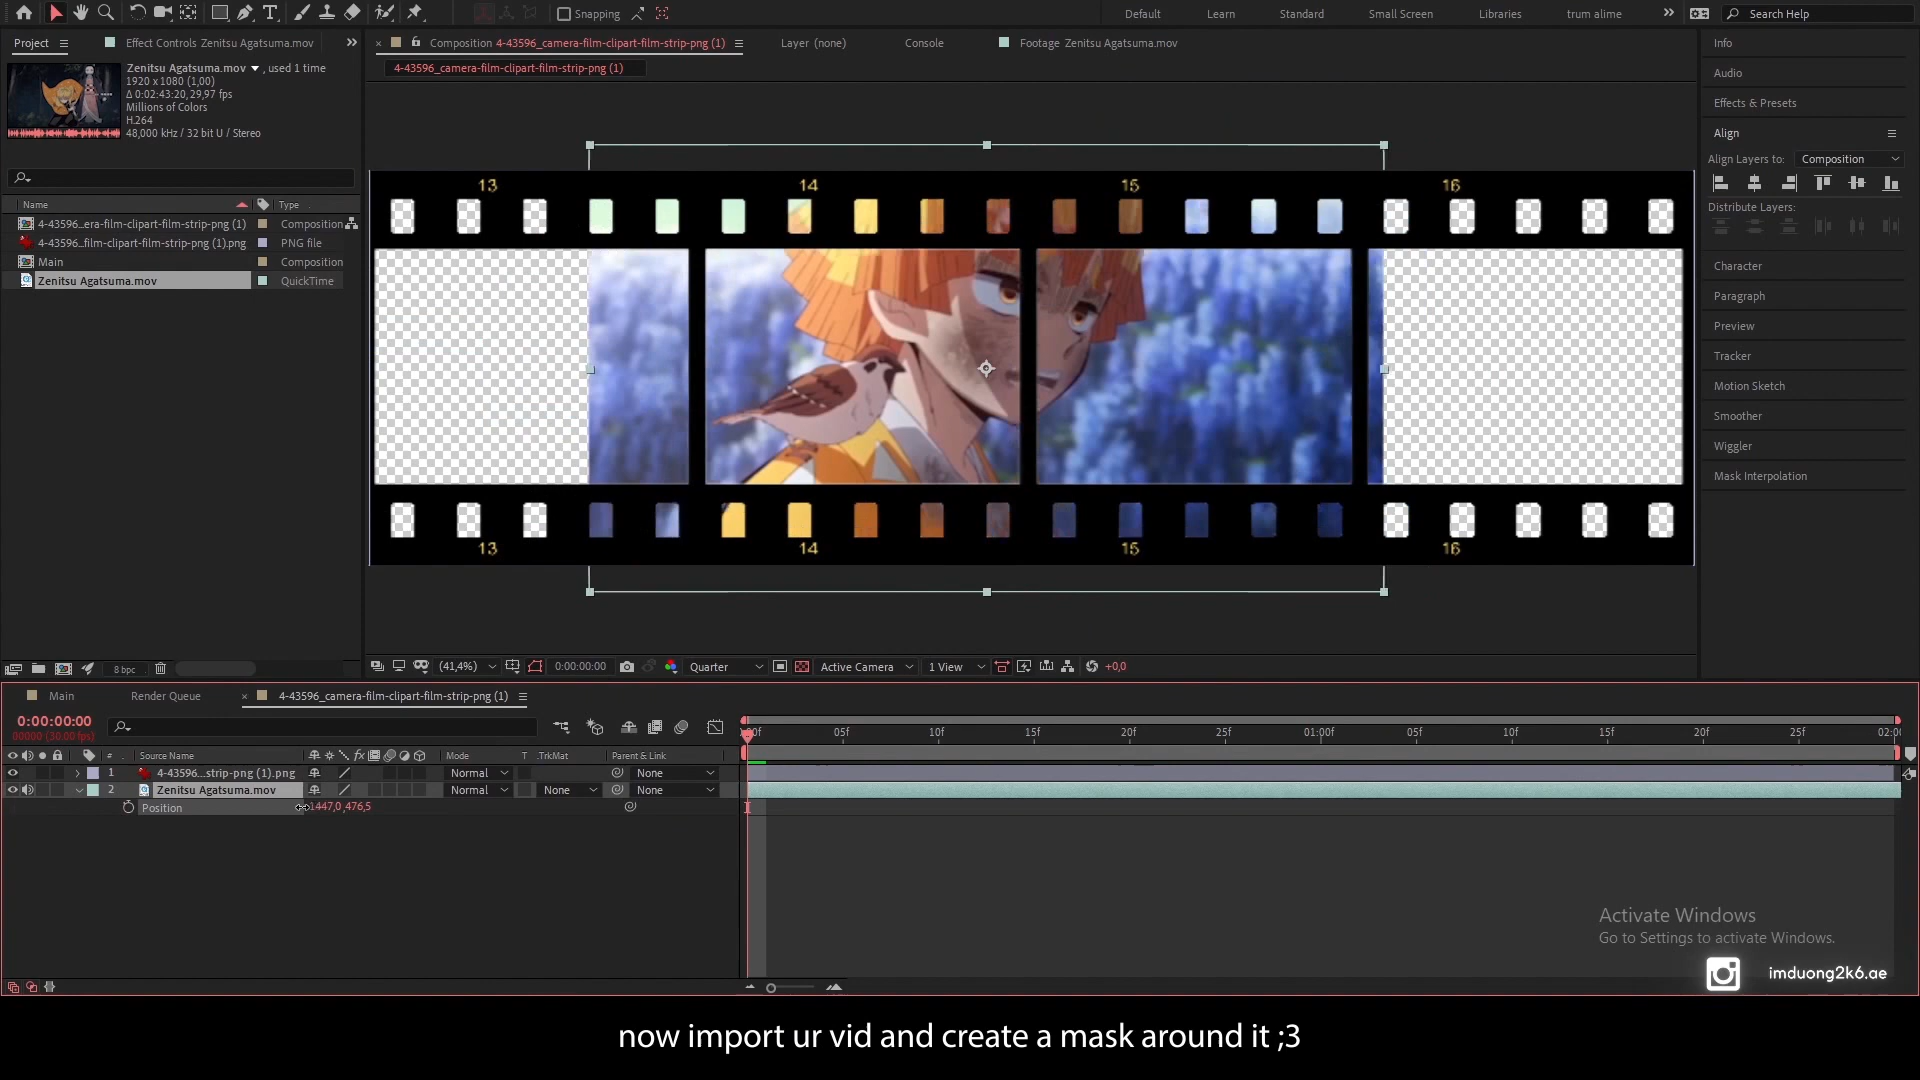 Snapping
Default
Learn
Standard
Small Screen
Libraries
trum alime
Search Help
Project
Effect Controls Zenitsu Agatsuma.mov
Composition 4-43596_camera-film-clipart-film-strip-png (1)
Layer (none)
Console
Footage Zenitsu Agatsuma.mov
Info
4-43596_camera-film-clipart-film-strip-png (1)
Zenitsu Agatsuma.mov, used 1 time
1920 x 1080 (1,00)
Δ 0:02:43:20, 29,97 fps
Millions of Colors
H.264
48,000 kHz / 32 bit U / Stereo
Audio
Effects & Presets
Align
Align Layers to: Composition
Distribute Layers:
Character
Paragraph
Preview
Tracker
Motion Sketch
Smoother
Wiggler
Mask Interpolation
Name
Type
4-43596_era-film-clipart-film-strip-png (1)
Composition
4-43596_film-clipart-film-strip-png (1).png
PNG file
Main
Composition
Zenitsu Agatsuma.mov
QuickTime
13
14
15
16
13
14
15
16
8 bpc
(41,4%)
0:00:00:00
Quarter
Active Camera
1 View
+0,0
Main
Render Queue
4-43596_camera-film-clipart-film-strip-png (1)
0:00:00:00
00000 (30.00 fps)
:00f
05f
10f
15f
20f
25f
01:00f
05f
10f
15f
20f
25f
02:00
#
Source Name
Mode
T
.TrkMat
Parent & Link
1
4-43596...strip-png (1).png
Normal
None
2
Zenitsu Agatsuma.mov
Normal
None
None
Position
1447,0,476,5
Activate Windows
Go to Settings to activate Windows.
imduong2k6.ae
now import ur vid and create a mask around it ;3